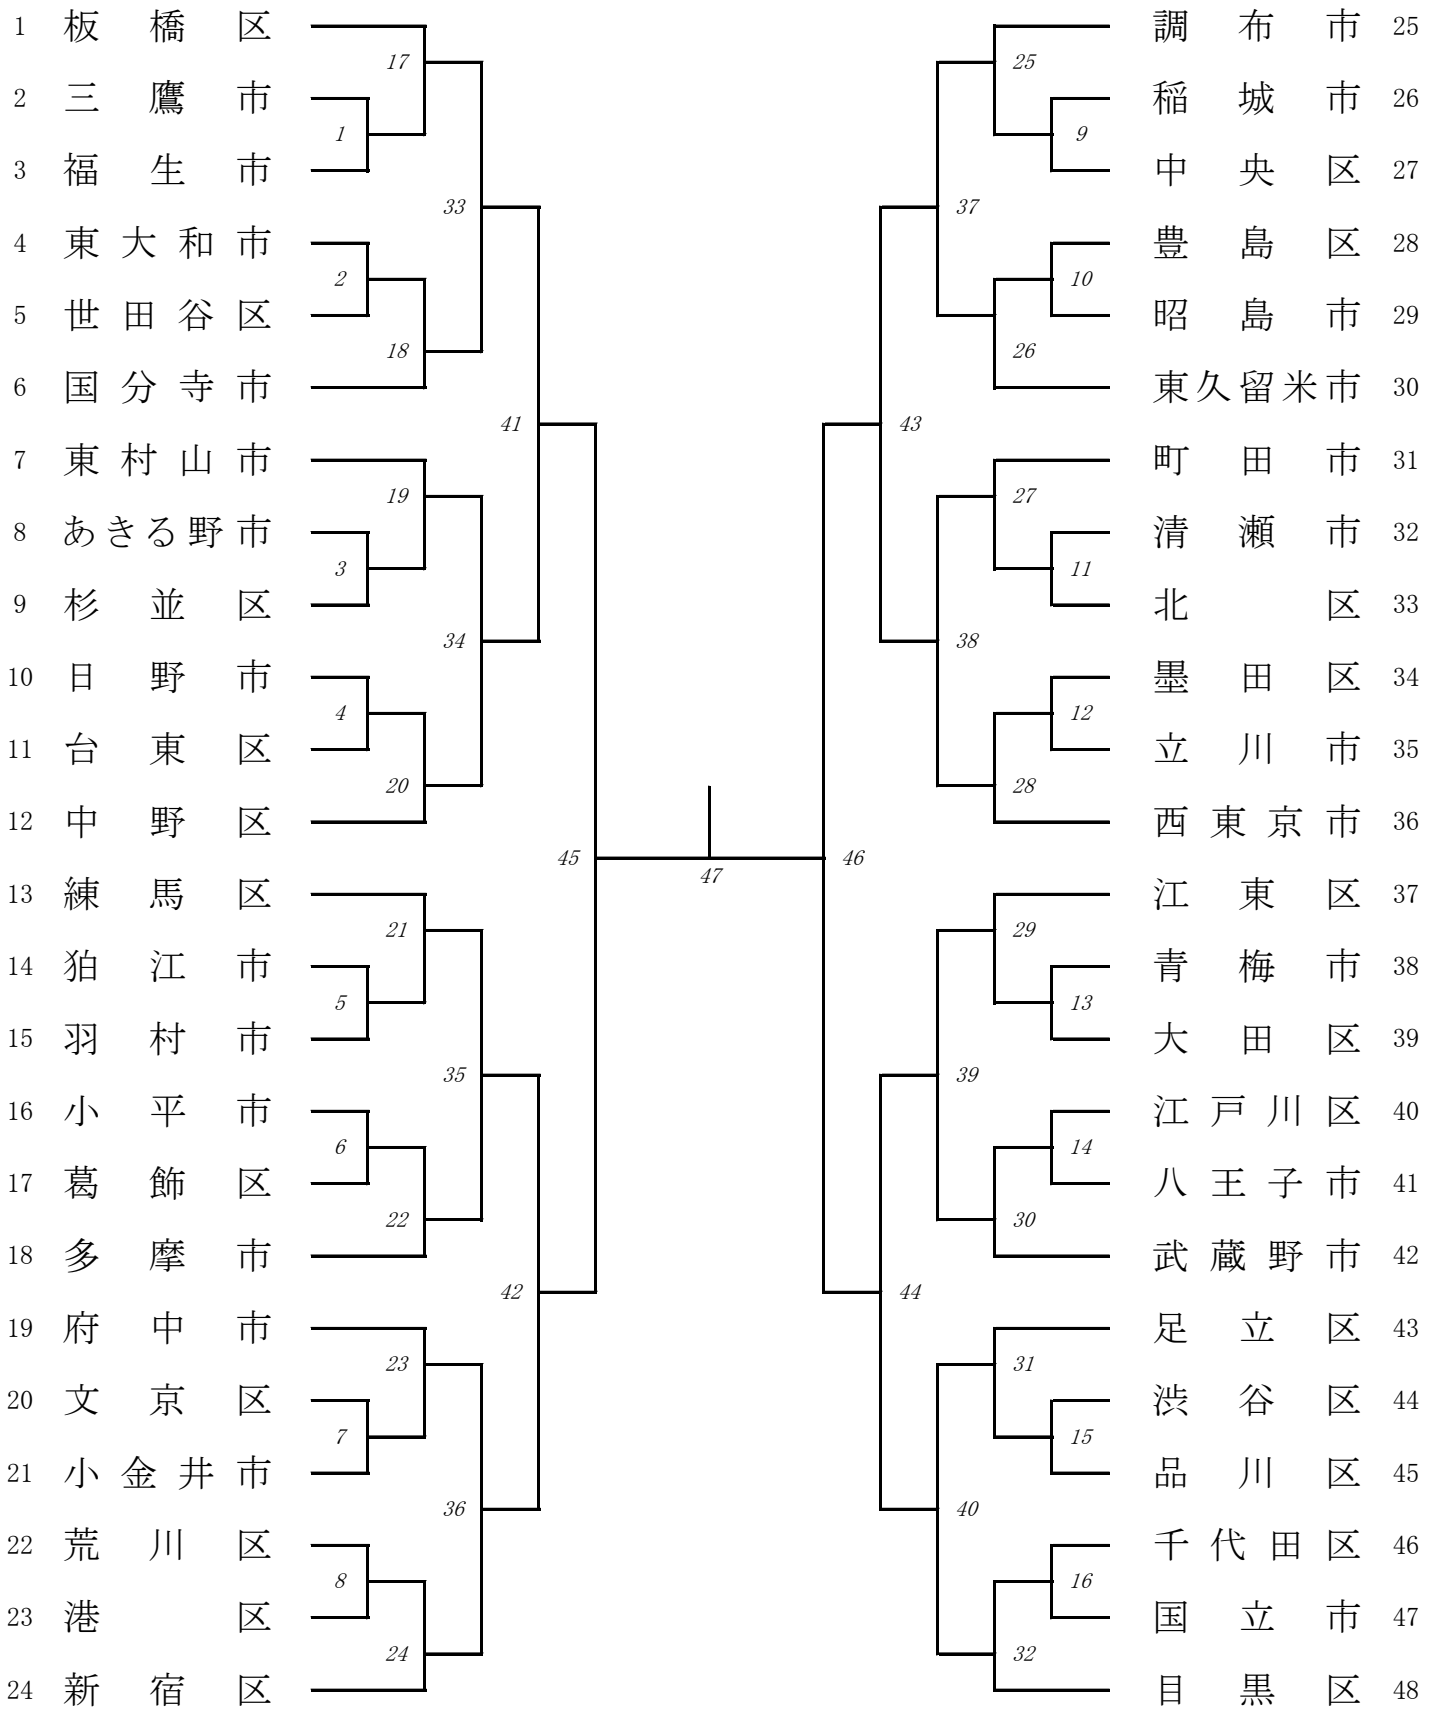 1 板橋区
17
2 三鷹市
1
3 福生市
33
4 東大和市
2
5 世田谷区
18
6 国分寺市
41
7 東村山市
19
8 あきる野市
3
9 杉並区
34
10 日野市
4
11 台東区
20
12 中野区
45
13 練馬区
21
14 狛江市
5
15 羽村市
35
16 小平市
6
17 葛飾区
22
18 多摩市
42
19 府中市
23
20 文京区
7
21 小金井市
36
22 荒川区
8
23 港区
24
24 新宿区
47
調布市 25
25
稲城市 26
9
中央区 27
37
豊島区 28
10
昭島市 29
26
東久留米市 30
43
町田市 31
27
清瀬市 32
11
北区 33
38
墨田区 34
12
立川市 35
28
西東京市 36
46
江東区 37
29
青梅市 38
13
大田区 39
39
江戸川区 40
14
八王子市 41
30
武蔵野市 42
44
足立区 43
31
渋谷区 44
15
品川区 45
40
千代田区 46
16
国立市 47
32
目黒区 48